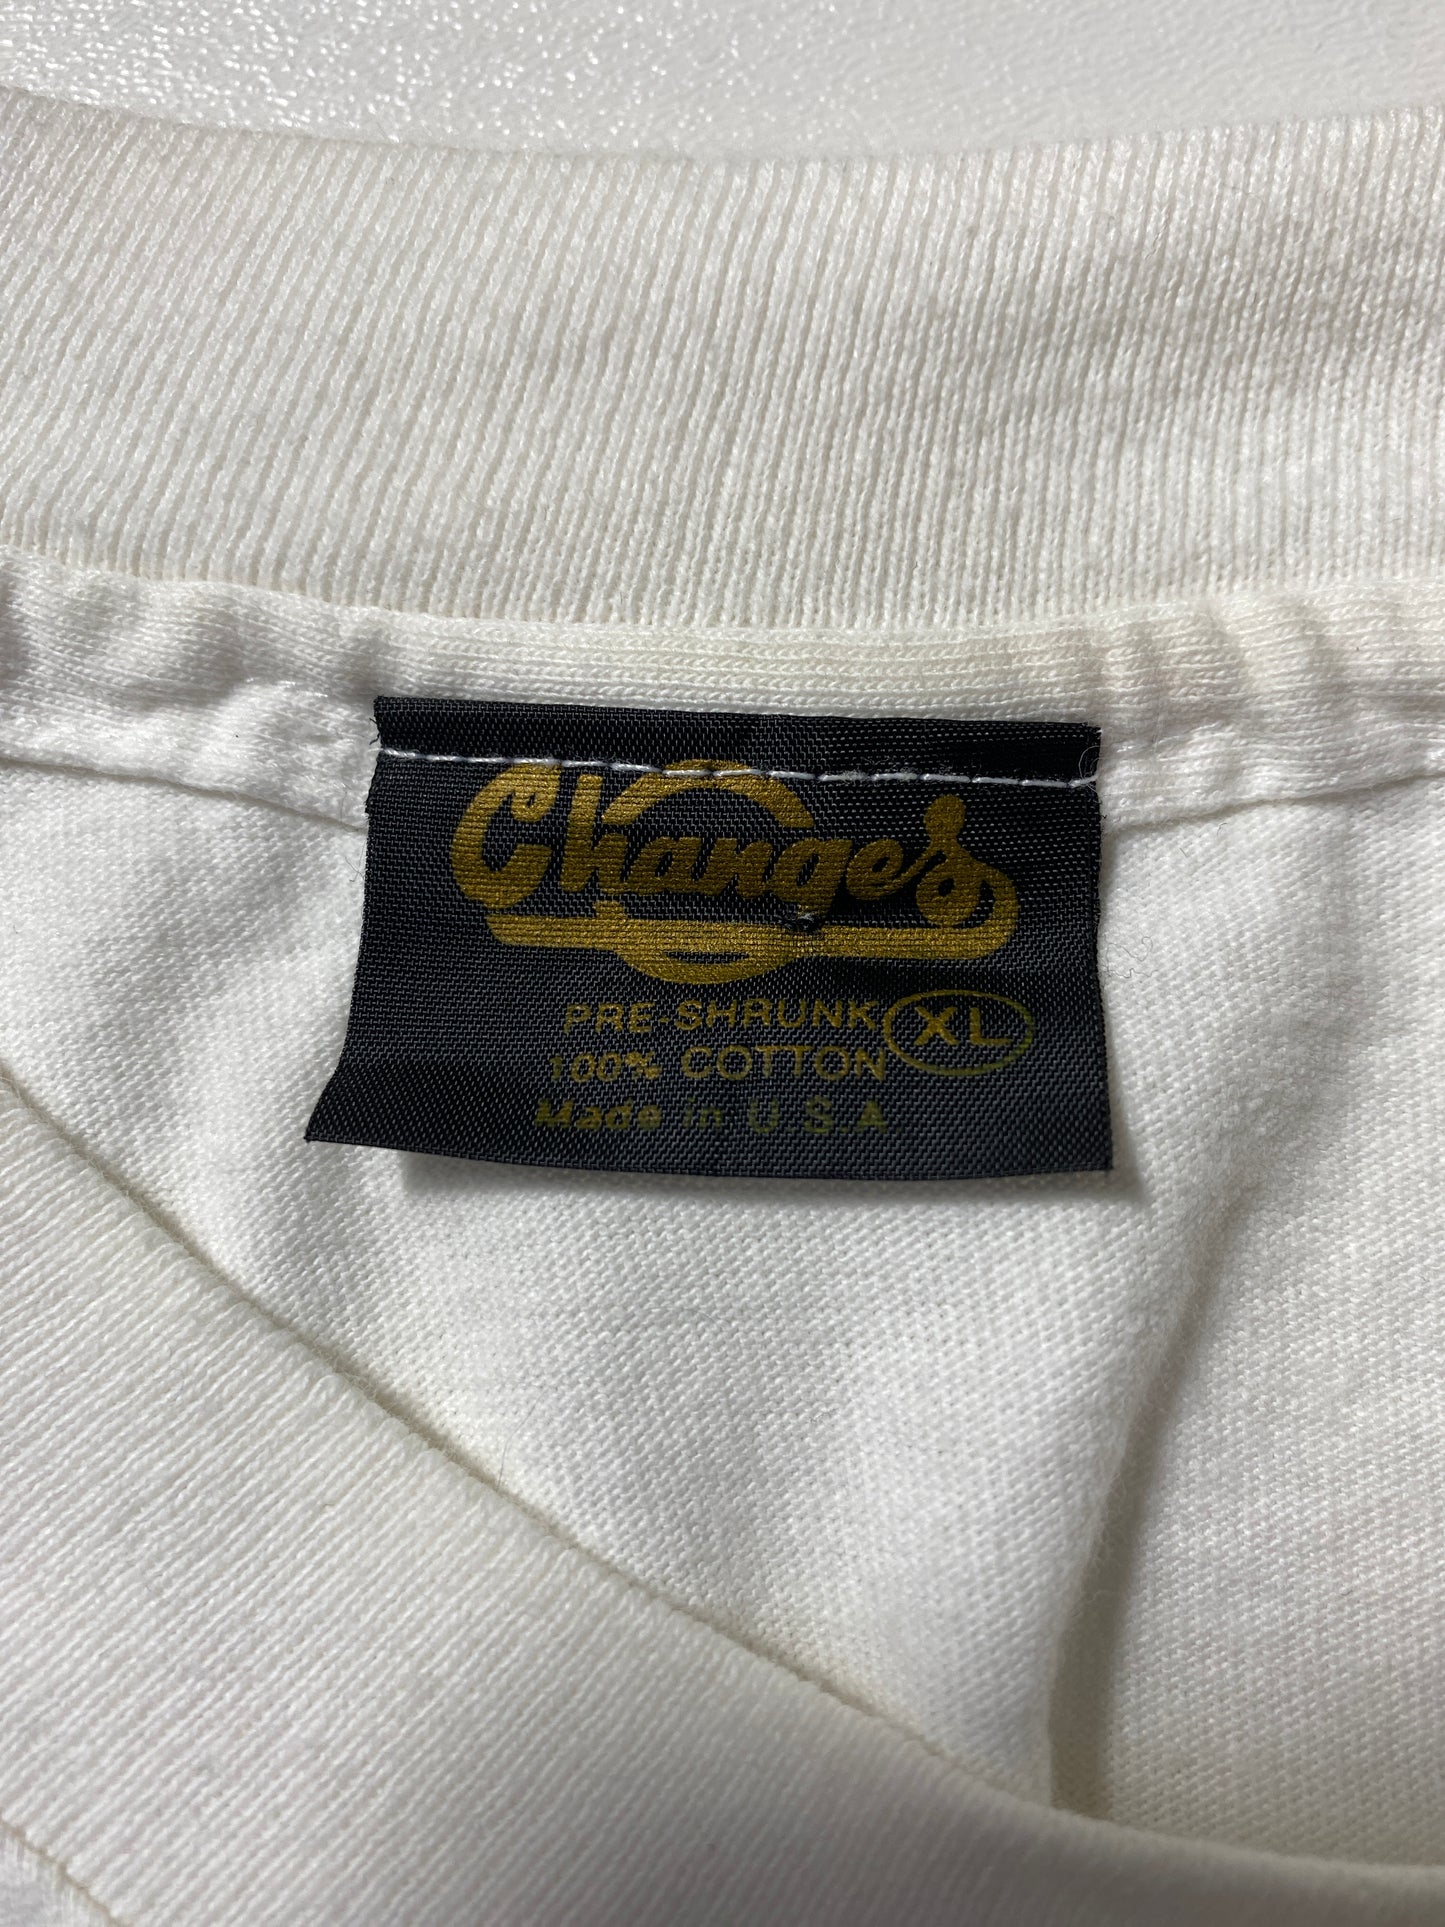 Changes
PRE-SHRUNK XL
100% COTTON
Made in U.S.A